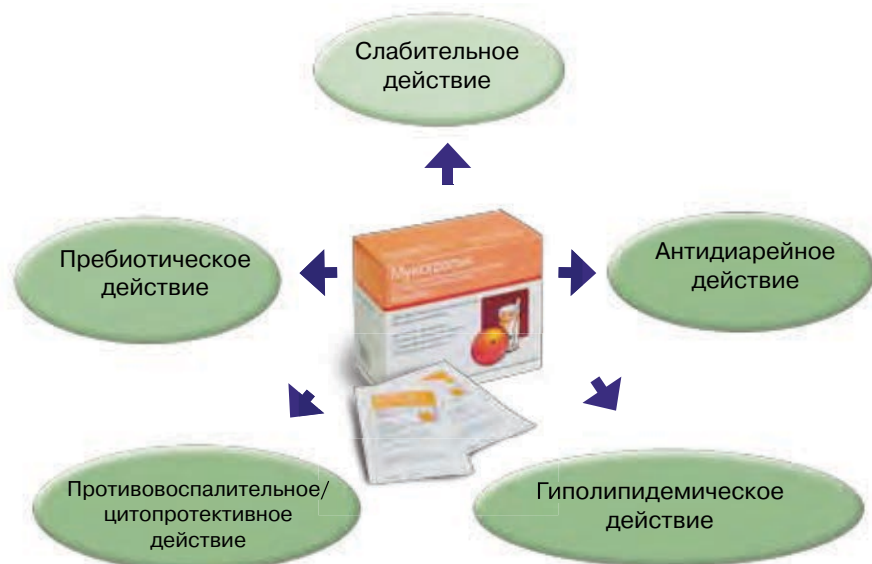 Слабительное
действие
Пребиотическое
действие
Антидиарейное
действие
Мукофальк
Противовоспалительное/
цитопротективное
действие
Гиполипидемическое
действие